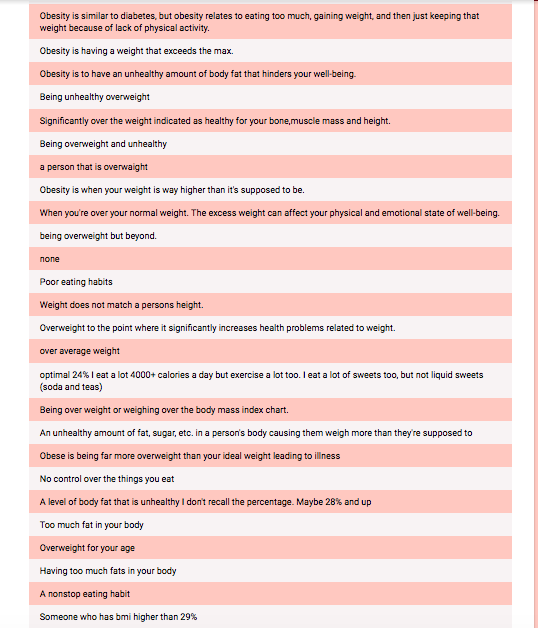 Obesity is similar to diabetes, but obesity relates to eating too much, gaining weight, and then just keeping that
weight because of lack of physical activity.
Obesity is having a weight that exceeds the max.
Obesity is to have an unhealthy amount of body fat that hinders your well-being.
Being unhealthy overweight
Significantly over the weight indicated as healthy for your bone,muscle mass and height.
Being overweight and unhealthy
a person that is overwaight
Obesity is when your weight is way higher than it's supposed to be.
When you're over your normal weight. The excess weight can affect your physical and emotional state of well-being.
being overweight but beyond.
none
Poor eating habits
Weight does not match a persons height.
Overweight to the point where it significantly increases health problems related to weight.
over average weight
optimal 24% I eat a lot 4000+ calories a day but exercise a lot too. I eat a lot of sweets too, but not liquid sweets
(soda and teas)
Being over weight or weighing over the body mass index chart.
An unhealthy amount of fat, sugar, etc. in a person's body causing them weigh more than they're supposed to
Obese is being far more overweight than your ideal weight leading to illness
No control over the things you eat
A level of body fat that is unhealthy I don't recall the percentage. Maybe 28% and up
Too much fat in your body
Overweight for your age
Having too much fats in your body
A nonstop eating habit
Someone who has bmi higher than 29%